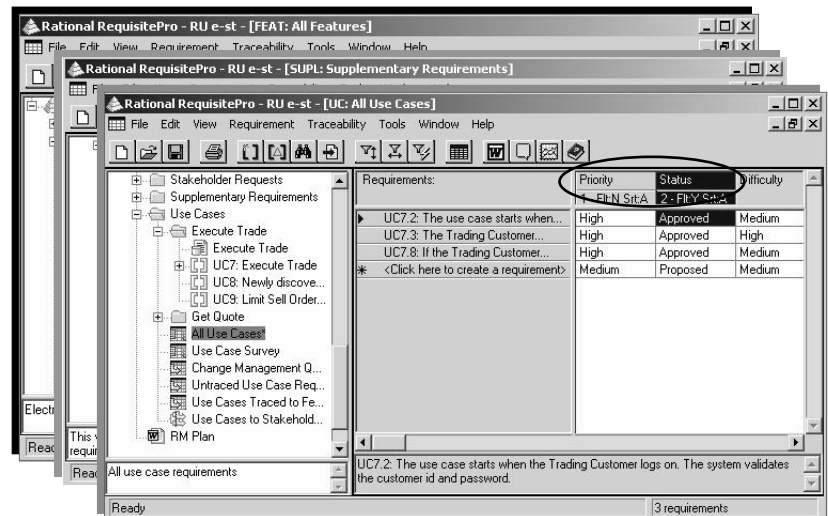 Rational RequisitePro - RU e-st - [FEAT: All Features]
File Edit View Requirement Traceability Tools Window Help
Rational RequisitePro - RU e-st - [SUPL: Supplementary Requirements]
Rational RequisitePro - RU e-st - [UC: All Use Cases]
File Edit View Requirement Traceability Tools Window Help
Stakeholder Requests
Supplementary Requirements
Use Cases
Execute Trade
Execute Trade
UC7: Execute Trade
UC8: Newly discove...
UC9: Limit Sell Order...
Get Quote
All Use Cases*
Use Case Survey
Change Management Q...
Untraced Use Case Req...
Use Cases Traced to Fe...
Use Cases to Stakehold...
RM Plan
Requirements: Priority Status Difficulty
1 - Flt:N Srt:A 2 - Flt:Y Srt:A
UC7.2: The use case starts when... High Approved Medium
UC7.3: The Trading Customer... High Approved High
UC7.8: If the Trading Customer... High Approved Medium
<Click here to create a requirement> Medium Proposed Medium
All use case requirements
UC7.2: The use case starts when the Trading Customer logs on. The system validates
the customer id and password.
Ready 3 requirements
Elect
Read
This
requir
Read